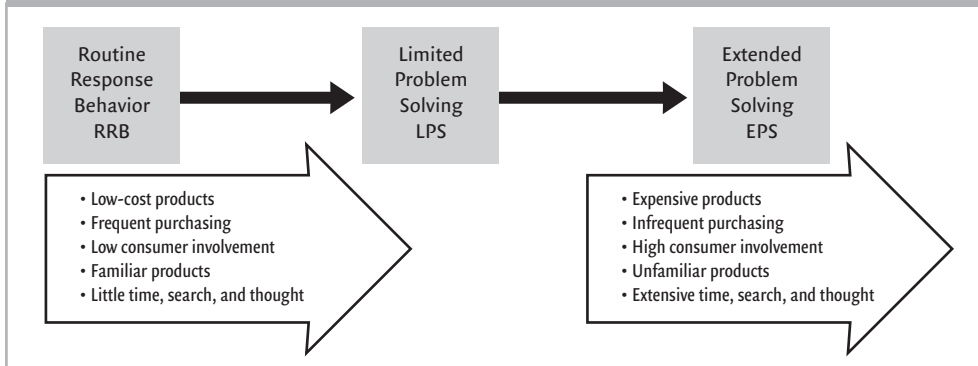 Routine
Response
Behavior
RRB
Limited
Problem
Solving
LPS
Extended
Problem
Solving
EPS
• Low-cost products
• Frequent purchasing
• Low consumer involvement
• Familiar products
• Little time, search, and thought
• Expensive products
• Infrequent purchasing
• High consumer involvement
• Unfamiliar products
• Extensive time, search, and thought